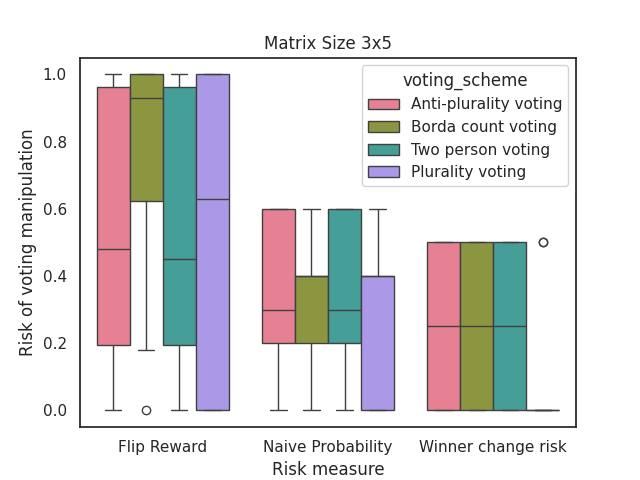 Matrix Size 3x5
voting_scheme
Anti-plurality voting
Borda count voting
Two person voting
Plurality voting
Risk of voting manipulation
1.0
0.8
0.6
0.4
0.2
0.0
Flip Reward
Naive Probability
Winner change risk
Risk measure